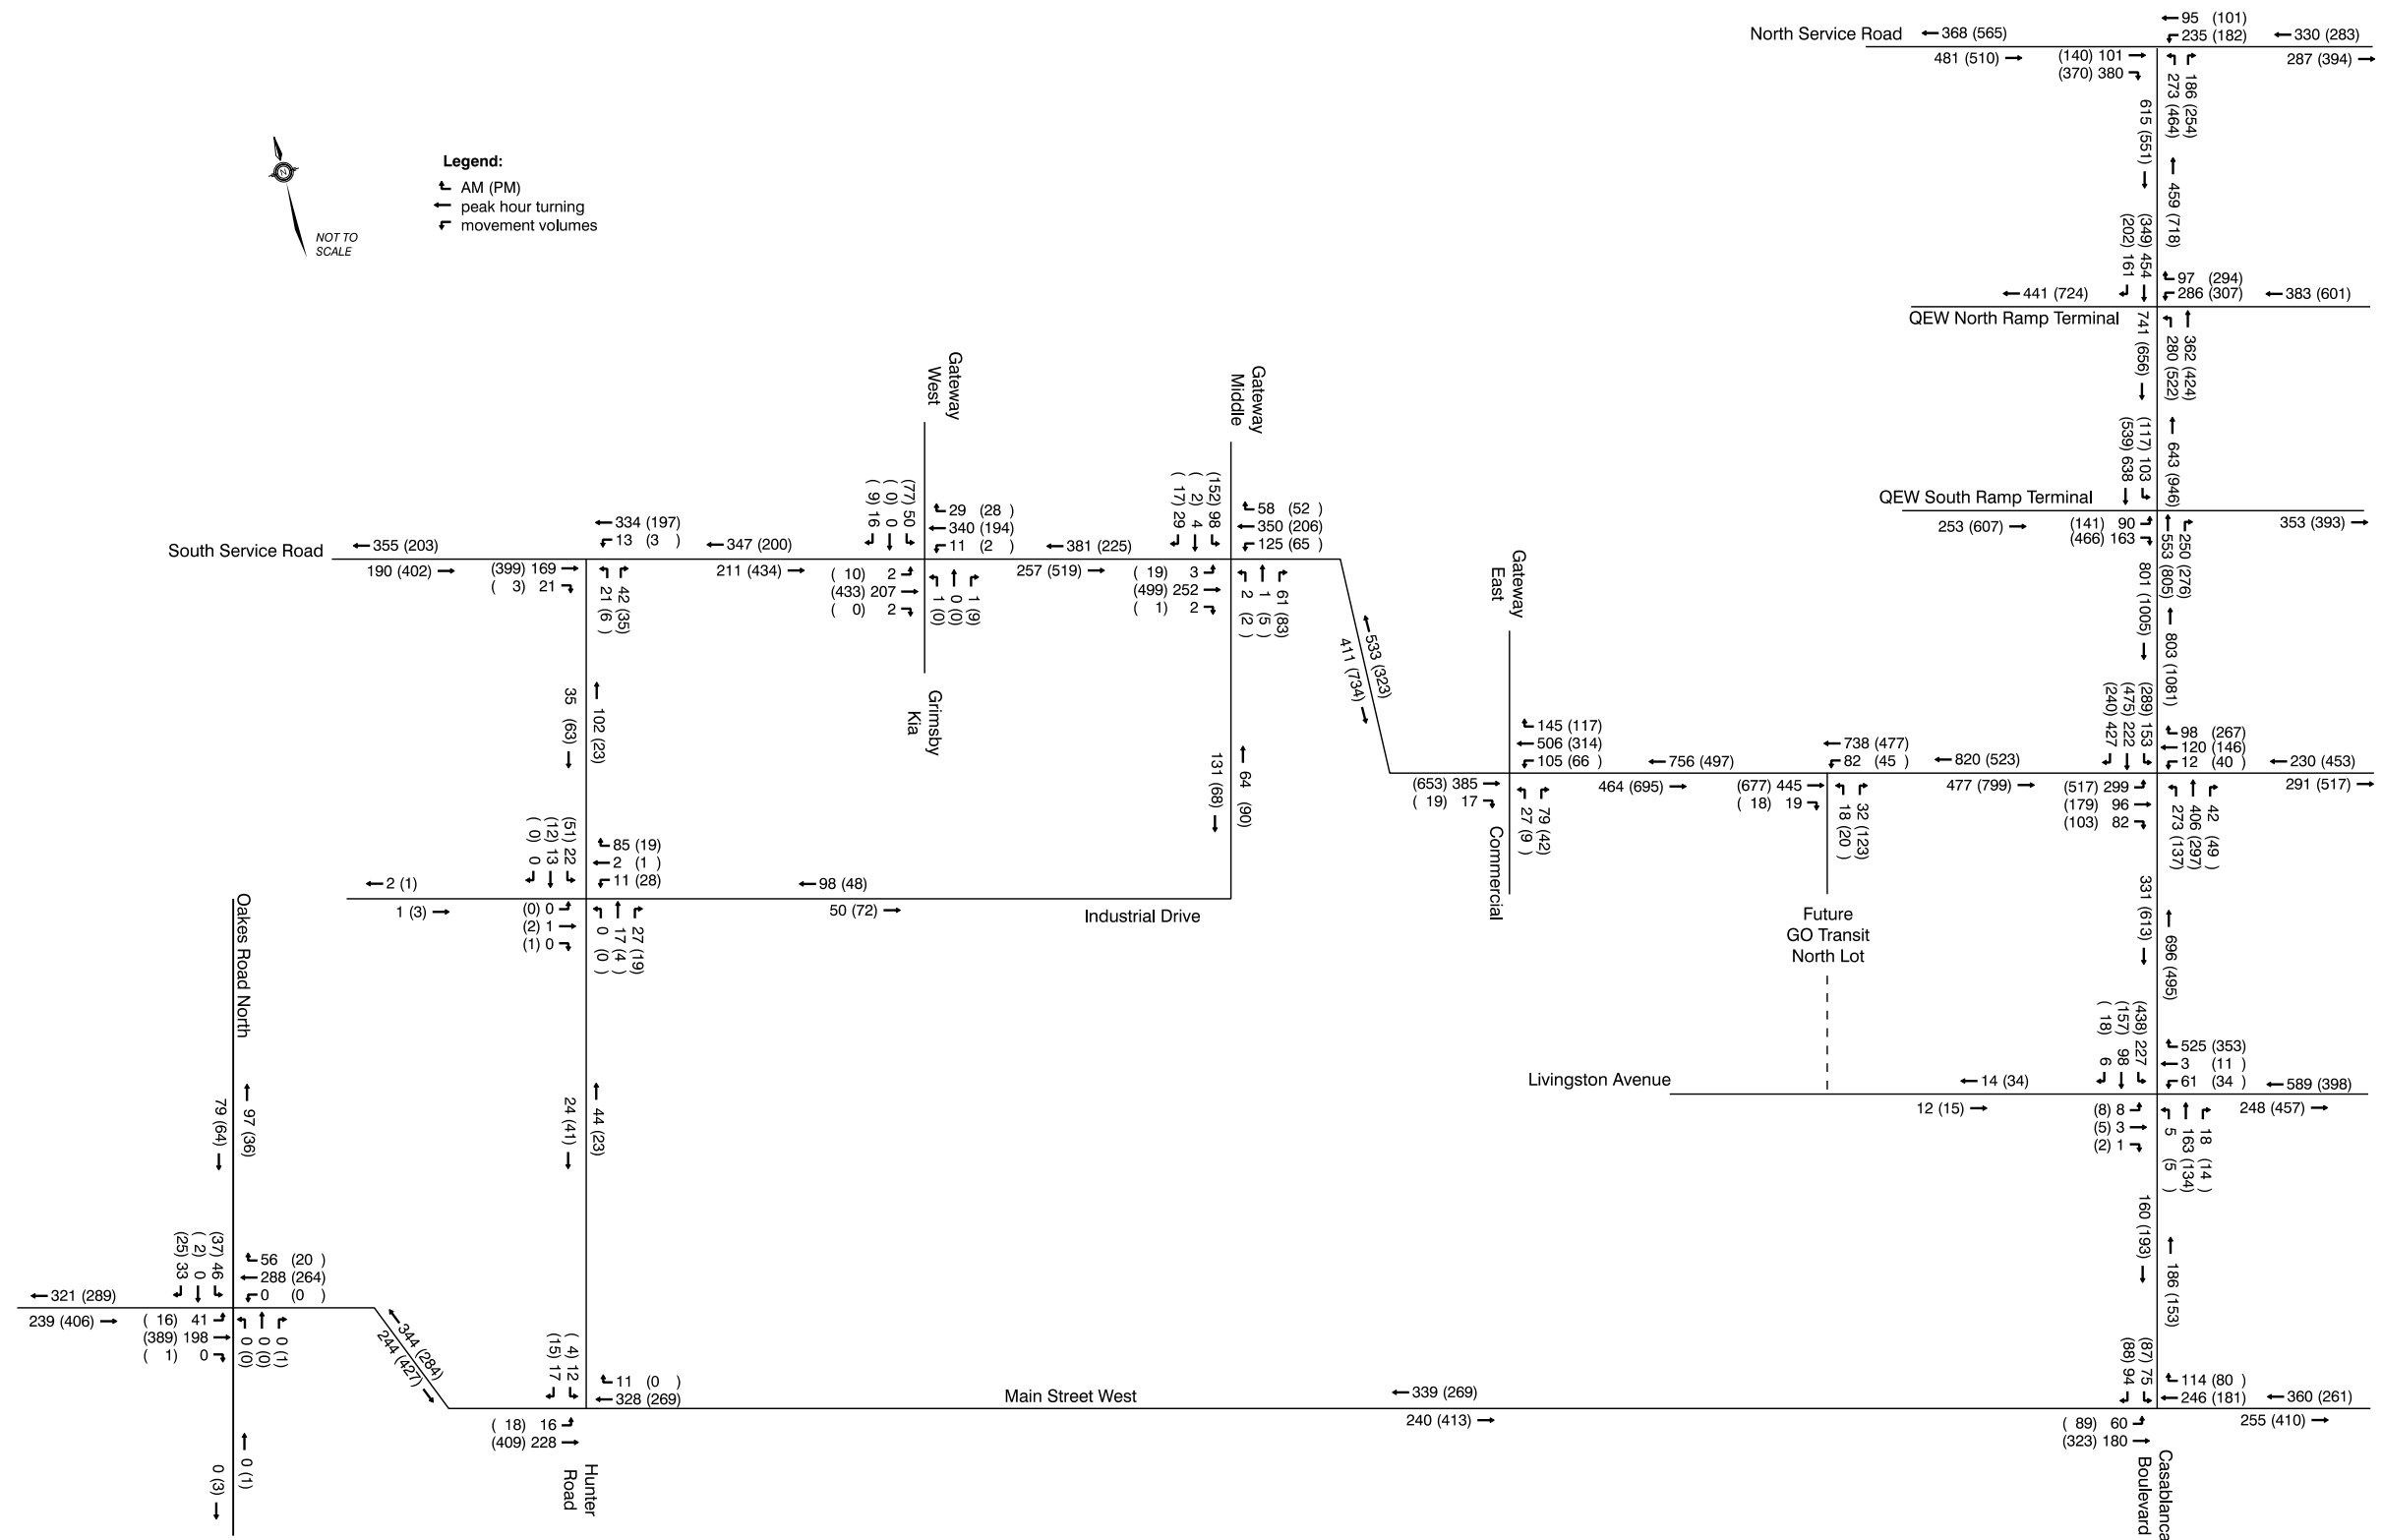 North Service Road
368 (565)
481 (510)
(140) 101
(370) 380
95 (101)
235 (182)
330 (283)
287 (394)
186 (254)
273 (464)
615 (551)
459 (718)
Legend:
AM (PM)
peak hour turning
movement volumes
N
NOT TO
SCALE
(349) 454
(202) 161
97 (294)
286 (307)
383 (601)
441 (724)
QEW North Ramp Terminal
362 (424)
280 (522)
741 (656)
643 (946)
(117) 103
(539) 638
QEW South Ramp Terminal
253 (607)
(141) 90
(466) 163
353 (393)
250 (276)
553 (805)
801 (1005)
803 (1081)
Gateway
West
(77) 50
( 0) 0
( 9) 16
29 (28 )
340 (194)
11 (2 )
381 (225)
257 (519)
( 10) 2
(433) 207
( 0) 2
1 (9)
0 (0)
1 (0)
Grimsby
Kia
Gateway
Middle
(152) 98
( 2) 4
( 17) 29
58 (52 )
350 (206)
125 (65 )
( 19) 3
(499) 252
( 1) 2
61 (83)
1 (5 )
2 (2 )
South Service Road
355 (203)
190 (402)
334 (197)
13 (3 )
347 (200)
211 (434)
(399) 169
( 3) 21
42 (35)
21 (6 )
35 (63)
102 (23)
533 (323)
411 (734)
Gateway
East
145 (117)
506 (314)
105 (66 )
(653) 385
( 19) 17
79 (42)
27 (9 )
Commercial
756 (497)
464 (695)
738 (477)
82 (45 )
(677) 445
( 18) 19
32 (123)
18 (20 )
Future
GO Transit
North Lot
820 (523)
477 (799)
(289) 153
(475) 222
(240) 427
98 (267)
120 (146)
12 (40 )
230 (453)
291 (517)
(517) 299
(179) 96
(103) 82
42 (49 )
406 (297)
273 (137)
331 (613)
696 (495)
131 (68)
64 (90)
(51) 22
(12) 13
( 0) 0
85 (19)
2 (1 )
11 (28)
2 (1)
1 (3)
98 (48)
50 (72)
Industrial Drive
(0) 0
(2) 1
(1) 0
27 (19)
17 (4 )
0 (0 )
24 (41)
44 (23)
Livingston Avenue
(438) 227
(157) 98
( 18) 6
525 (353)
3 (11 )
61 (34 )
589 (398)
14 (34)
12 (15)
(8) 8
(5) 3
(2) 1
248 (457)
18 (14 )
163 (134)
5 (5 )
160 (193)
186 (153)
Oakes Road North
79 (64)
97 (36)
(37) 46
( 2) 0
(25) 33
56 (20 )
288 (264)
0 (0 )
321 (289)
239 (406)
( 16) 41
(389) 198
( 1) 0
0 (1)
0 (0)
0 (0)
344 (284)
244 (427)
0 (1)
0 (3)
( 4) 12
(15) 17
11 (0 )
328 (269)
( 18) 16
(409) 228
Hunter
Road
Main Street West
339 (269)
240 (413)
(87) 75
(88) 94
114 (80 )
246 (181)
360 (261)
255 (410)
( 89) 60
(323) 180
Casablanca
Boulevard